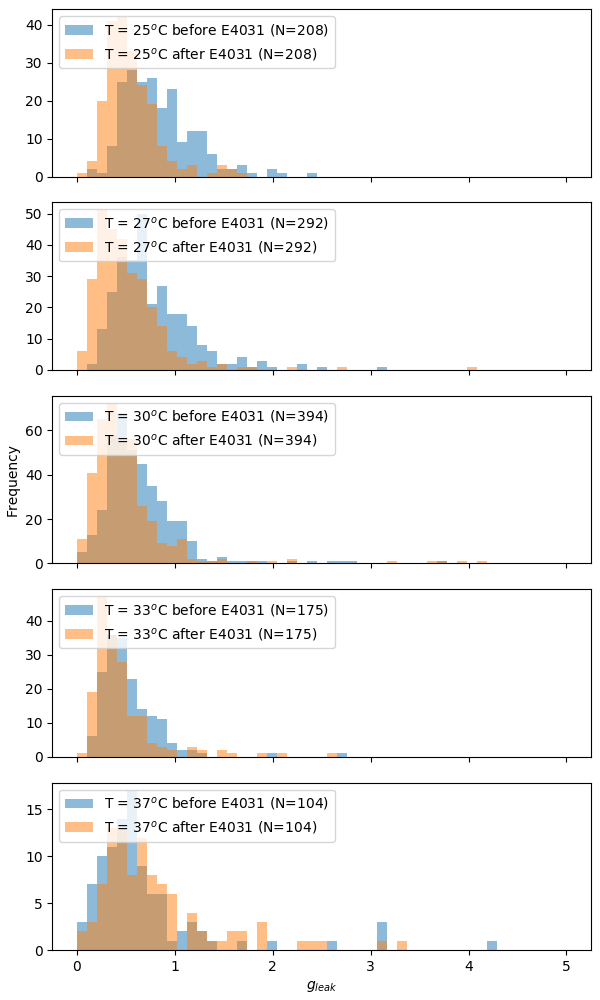 T = 25°C before E4031 (N=208)
T = 25°C after E4031 (N=208)
40
30
20
10
0
T = 27°C before E4031 (N=292)
T = 27°C after E4031 (N=292)
50
40
30
20
10
0
T = 30°C before E4031 (N=394)
T = 30°C after E4031 (N=394)
60
40
20
0
Frequency
T = 33°C before E4031 (N=175)
T = 33°C after E4031 (N=175)
40
30
20
10
0
T = 37°C before E4031 (N=104)
T = 37°C after E4031 (N=104)
15
10
5
0
0 1 2 3 4 5
g_leak